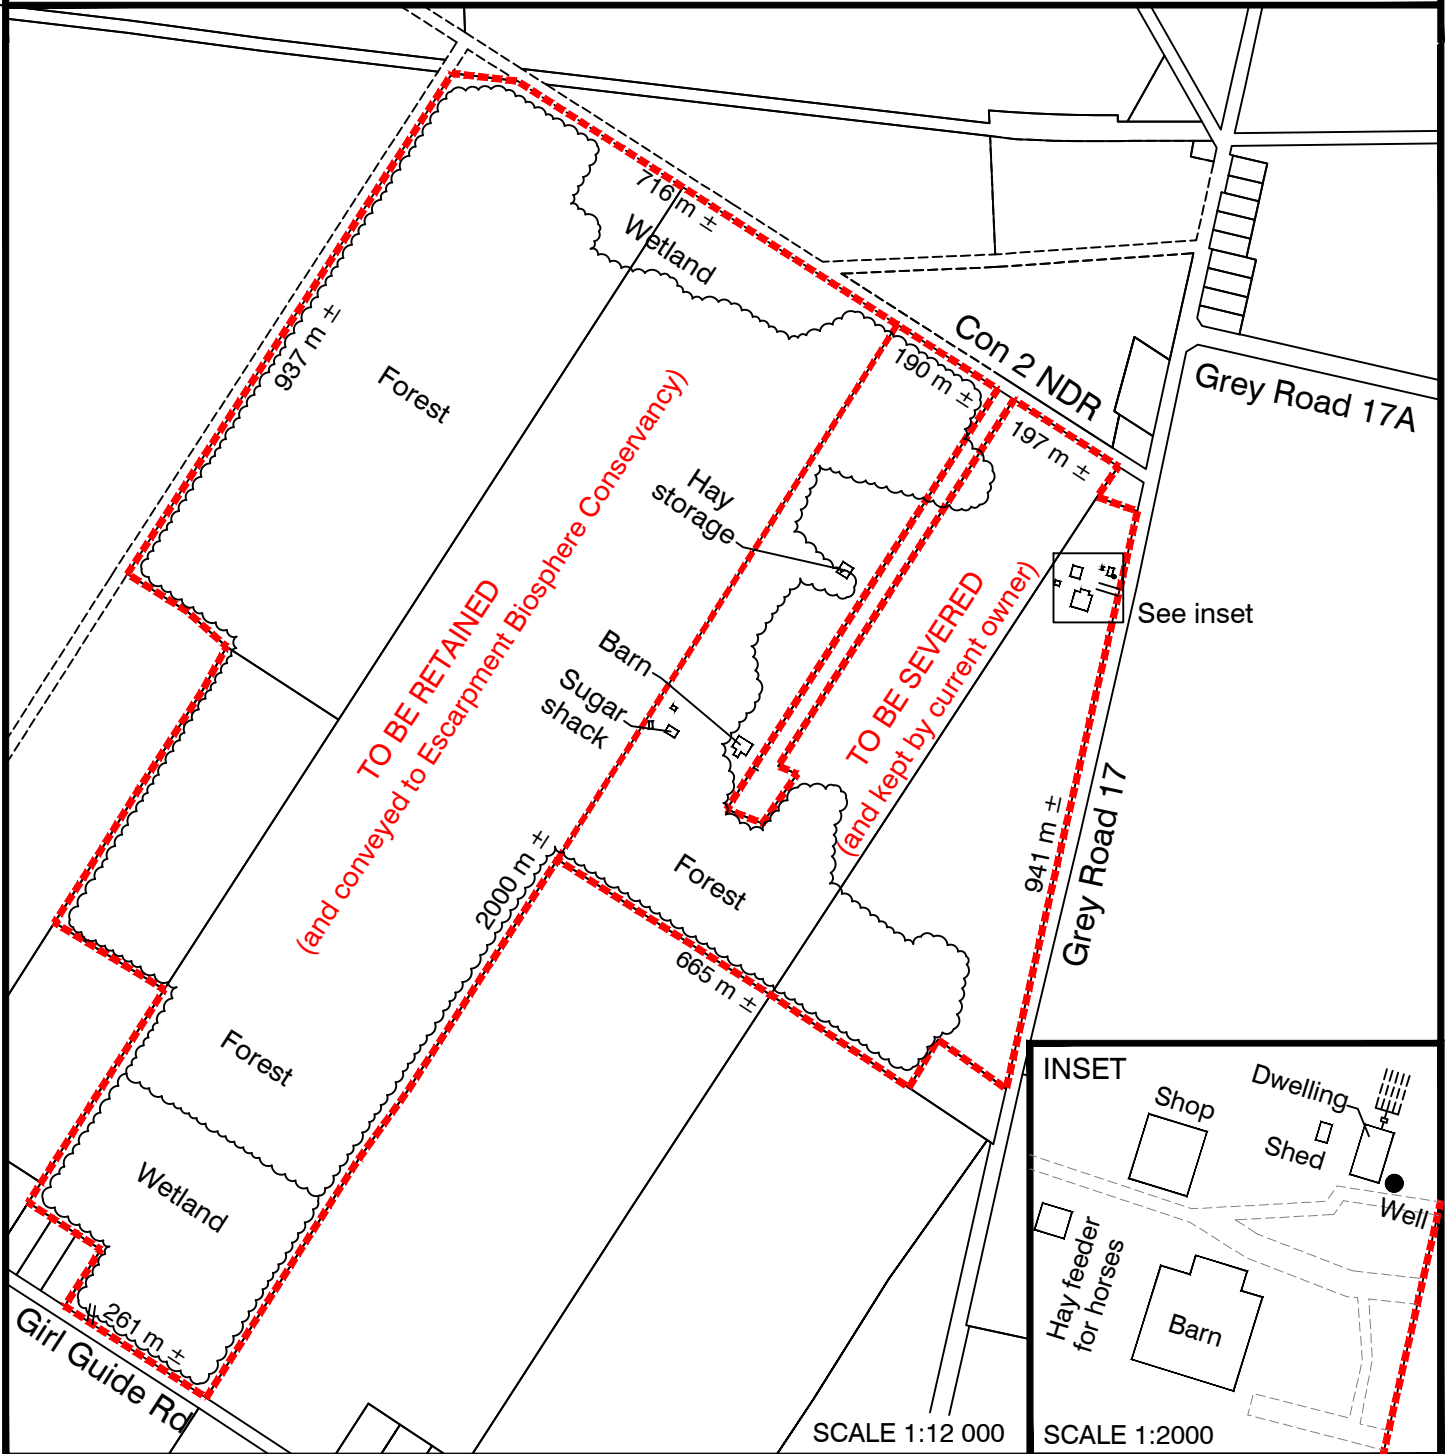 716 m ±
Wetland
937 m ±
Forest
Con 2 NDR
190 m ±
197 m ±
Grey Road 17A
Hay
storage
TO BE RETAINED
(and conveyed to Escarpment Biosphere Conservancy)
TO BE SEVERED
(and kept by current owner)
See inset
Barn
Sugar
shack
2000 m ±
Forest
941 m ±
Grey Road 17
665 m ±
Forest
Wetland
261 m ±
Girl Guide Rd
SCALE 1:12 000
INSET
Dwelling
Shop
Shed
Well
Hay feeder
for horses
Barn
SCALE 1:2000